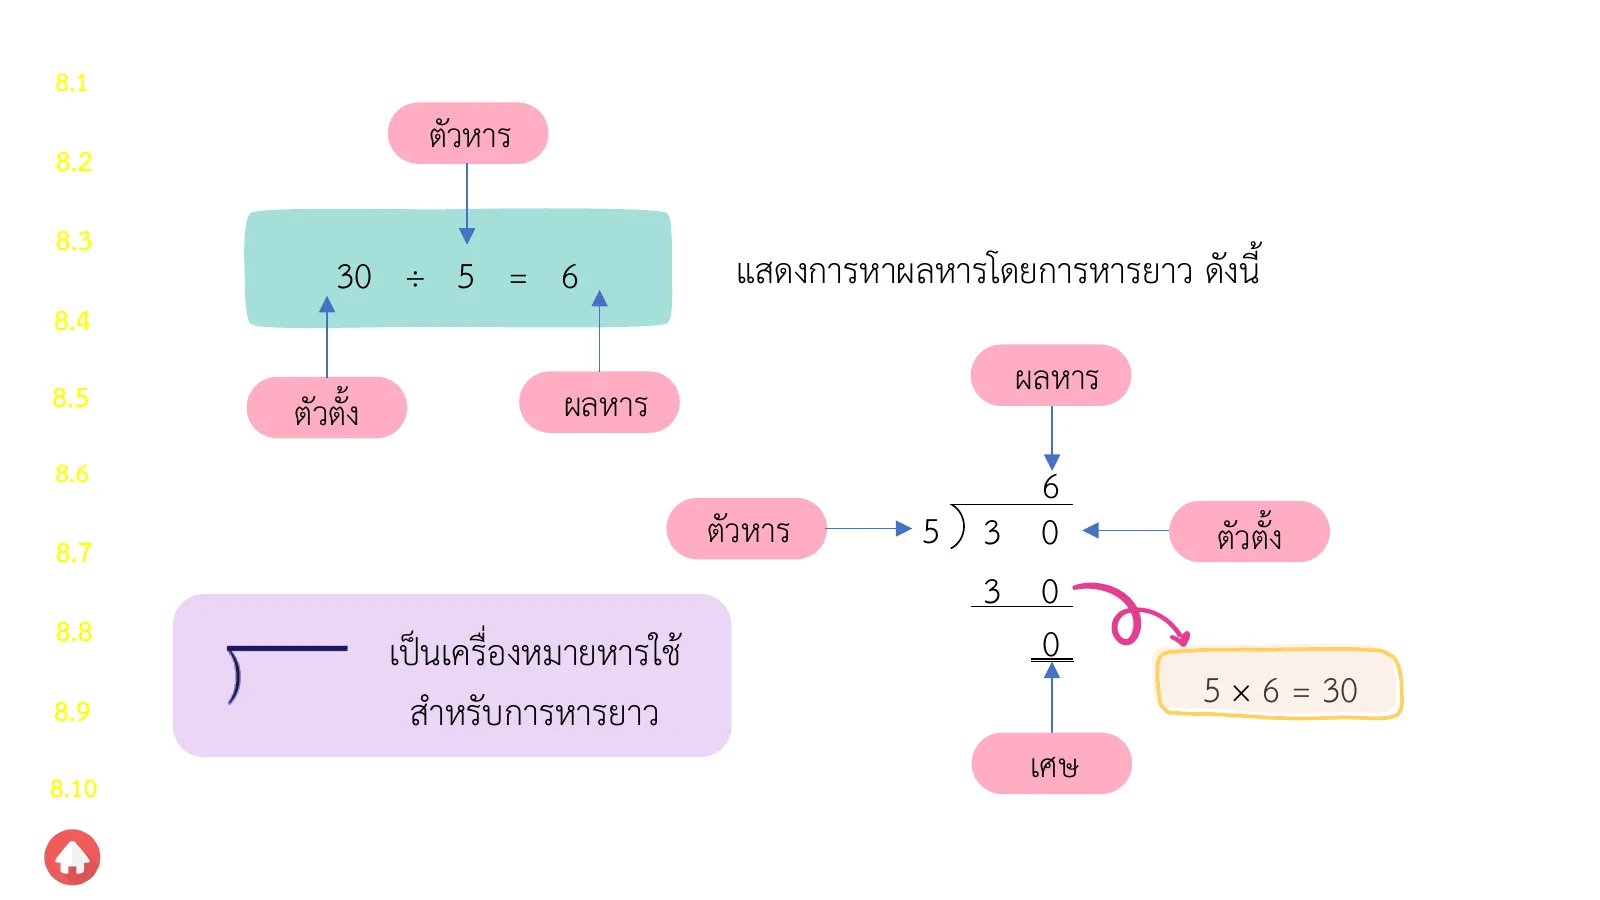 8.1
8.2
8.3
8.4
8.5
8.6
8.7
8.8
8.9
8.10
ตัวหาร
30 ÷ 5 = 6
ตัวตั้ง
ผลหาร
แสดงการหาผลหารโดยการหารยาว ดังนี้
ผลหาร
6
ตัวหาร
5 ) 3 0
ตัวตั้ง
3 0
0
5 × 6 = 30
เศษ
เป็นเครื่องหมายหารใช้
สำหรับการหารยาว